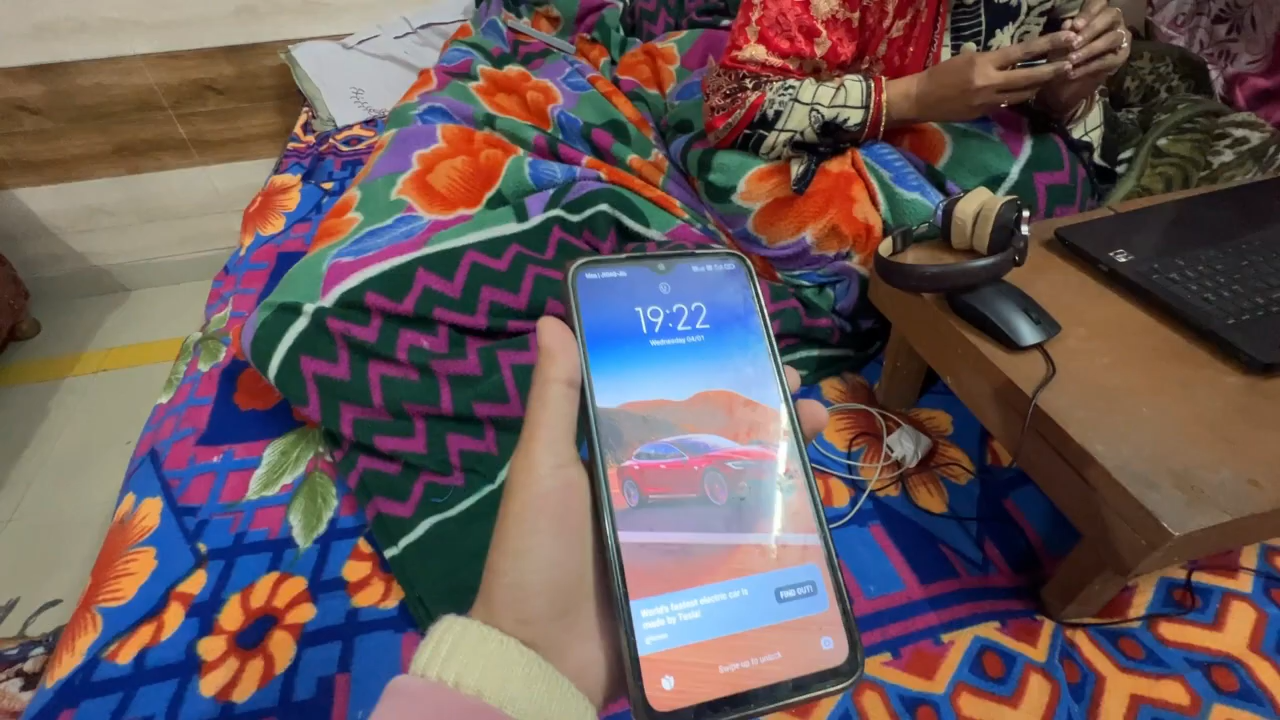 19:22
Wednesday 04/01
World's fastest electric car is
made by Tesla!
FIND OUT!
glance
Swipe up to unlock